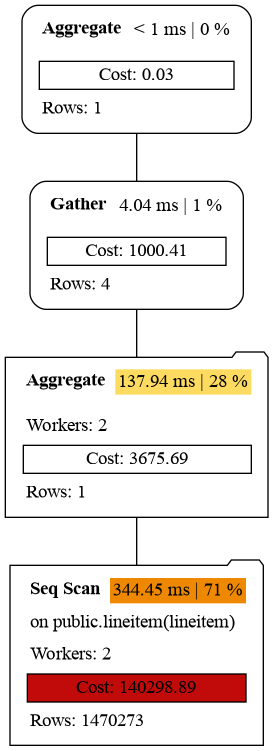 Aggregate < 1 ms | 0 %
Cost: 0.03
Rows: 1
Gather 4.04 ms | 1 %
Cost: 1000.41
Rows: 4
Aggregate 137.94 ms | 28 %
Workers: 2
Cost: 3675.69
Rows: 1
Seq Scan 344.45 ms | 71 %
on public.lineitem(lineitem)
Workers: 2
Cost: 140298.89
Rows: 1470273